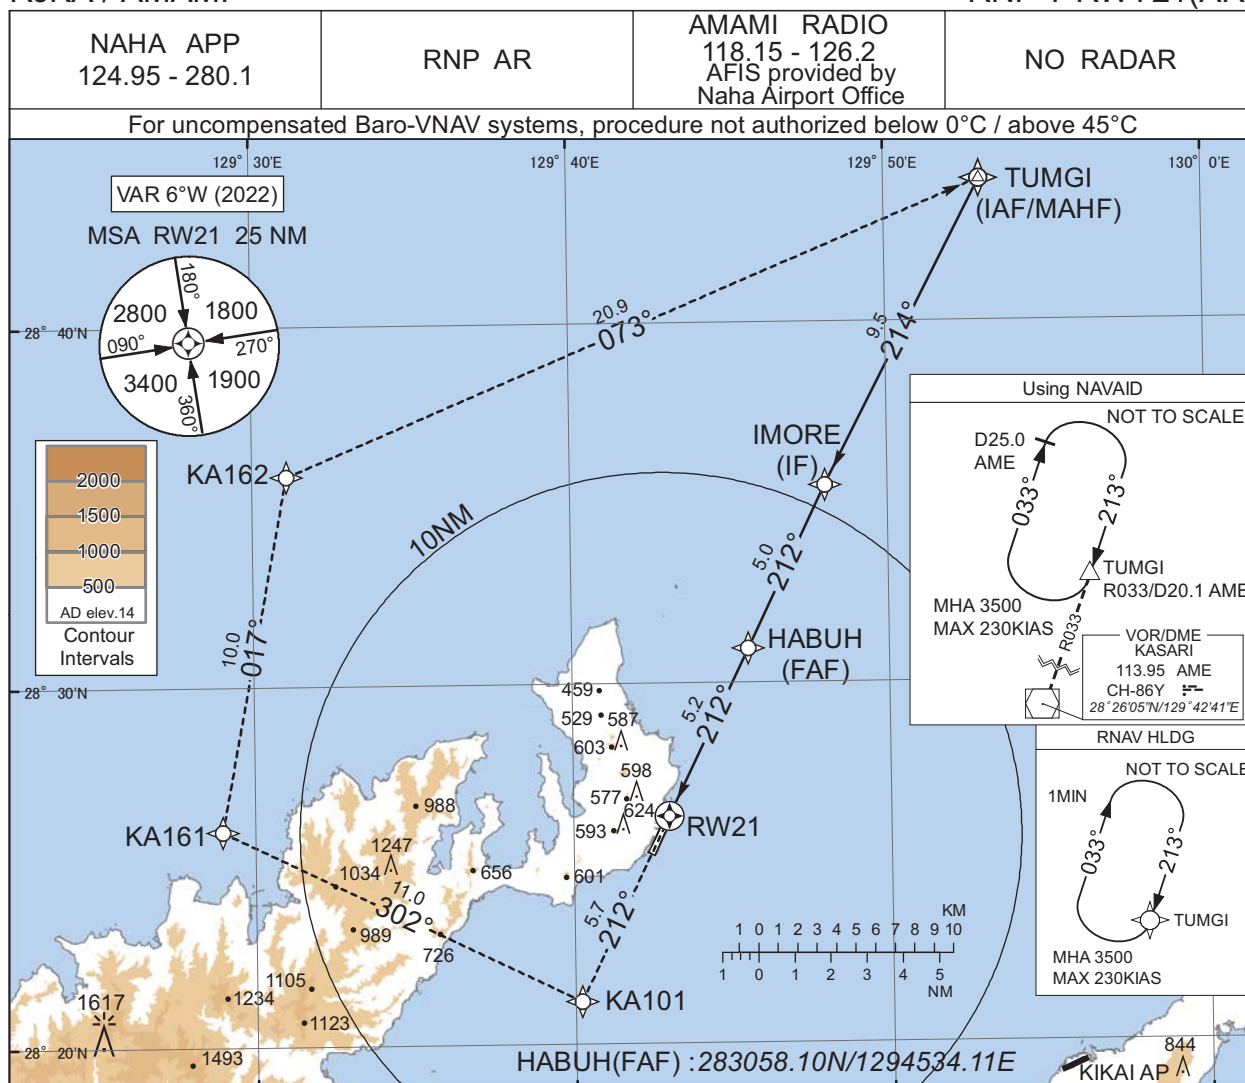 NAHA APP
124.95 - 280.1
RNP AR
AMAMI RADIO
118.15 - 126.2
AFIS provided by
Naha Airport Office
NO RADAR
For uncompensated Baro-VNAV systems, procedure not authorized below 0°C / above 45°C
129° 30'E
129° 40'E
129° 50'E
130° 0'E
VAR 6°W (2022)
MSA RW21 25 NM
180°
2800
1800
090°
270°
3400
1900
360°
TUMGI
(IAF/MAHF)
20.9
073°
9.5
214°
28° 40'N
2000
1500
1000
500
AD elev.14
Contour
Intervals
KA162
10NM
IMORE
(IF)
5.0
212°
HABUH
(FAF)
10.0
017°
28° 30'N
5.2
212°
459
529
587
603
598
577
624
593
601
988
1247
1034
656
KA161
RW21
11.0
302°
989
726
5.7
212°
KA101
1105
1234
1123
1617
1493
28° 20'N
Using NAVAID
NOT TO SCALE
D25.0
AME
033°
213°
TUMGI
R033/D20.1 AME
MHA 3500
MAX 230KIAS
R033
VOR/DME
KASARI
113.95 AME
CH-86Y
28°26'05"N/129°42'41"E
RNAV HLDG
NOT TO SCALE
1MIN
033°
213°
TUMGI
MHA 3500
MAX 230KIAS
KM
1 0 1 2 3 4 5 6 7 8 9 10
1 0 1 2 3 4 5
NM
HABUH(FAF) :283058.10N/1294534.11E
844
KIKAI AP